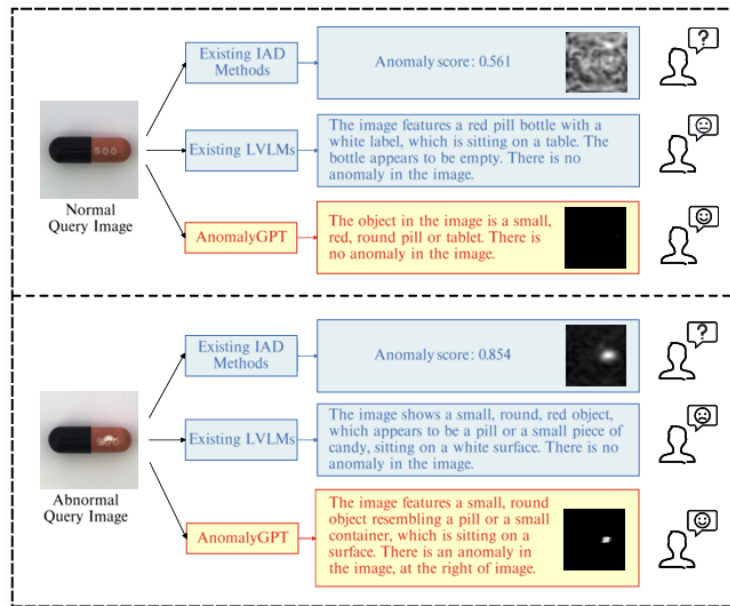 Existing IAD
Methods
Anomaly score: 0.561
?
500
Existing LVLMs
The image features a red pill bottle with a
white label, which is sitting on a table. The
bottle appears to be empty. There is no
anomaly in the image.
Normal
Query Image
AnomalyGPT
The object in the image is a small,
red, round pill or tablet. There is
no anomaly in the image.
Existing IAD
Methods
Anomaly score: 0.854
?
Existing LVLMs
The image shows a small, round, red object,
which appears to be a pill or a small piece of
candy, sitting on a white surface. There is no
anomaly in the image.
Abnormal
Query Image
AnomalyGPT
The image features a small, round
object resembling a pill or a small
container, which is sitting on a
surface. There is an anomaly in
the image, at the right of image.